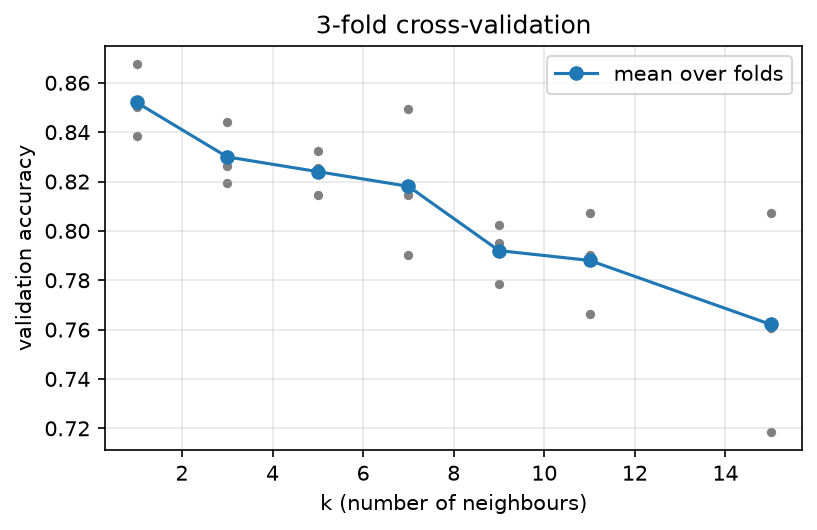 3-fold cross-validation
mean over folds
validation accuracy
0.86
0.84
0.82
0.80
0.78
0.76
0.74
0.72
2 4 6 8 10 12 14
k (number of neighbours)